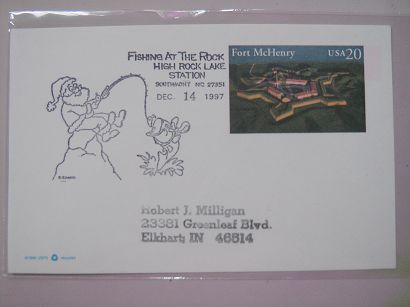 FISHING AT THE ROCK
HIGH ROCK LAKE
STATION
SOUTHMONT NC 27351
DEC. 14 1997
Fort McHenry
USA 20
Robert J. Milligan
23381 Greenleaf Blvd.
Elkhart, IN 46514